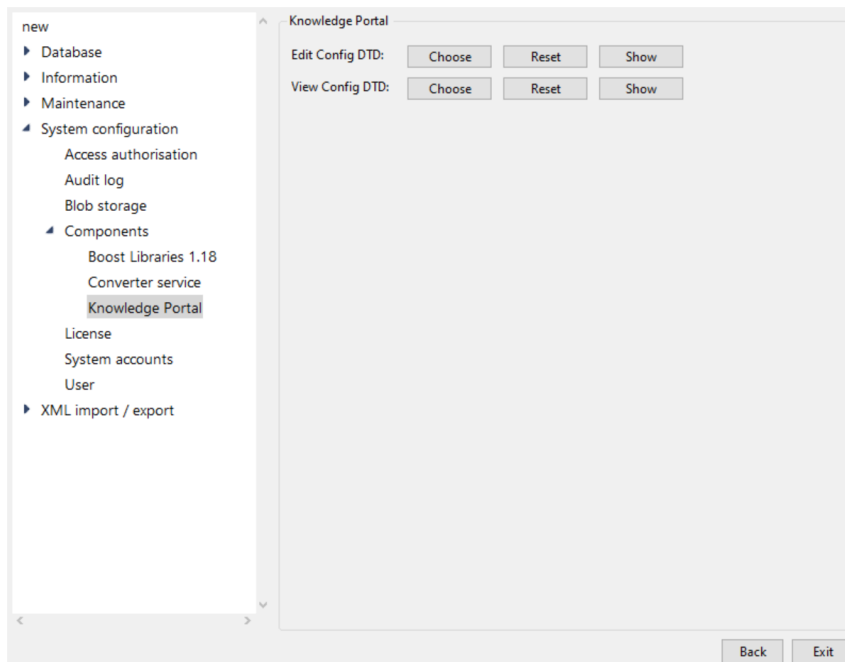 new
Database
Information
Maintenance
System configuration
Access authorisation
Audit log
Blob storage
Components
Boost Libraries 1.18
Converter service
Knowledge Portal
License
System accounts
User
XML import / export
Knowledge Portal
Edit Config DTD: Choose Reset Show
View Config DTD: Choose Reset Show
Back Exit